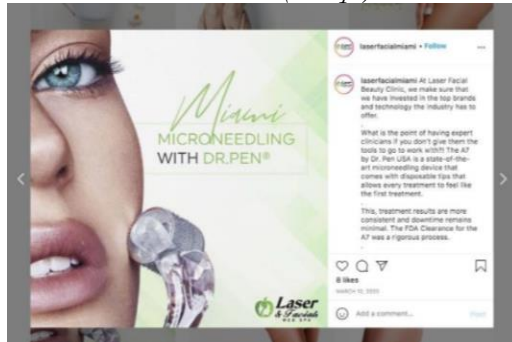 laserfacialmiami • Follow
laserfacialmiami At Laser Facial
Beauty Clinic, we make sure that
we have invested in the top brands
and technology the industry has to
offer.
.
What is the point of having expert
clinicians if you don't give them the
tools to go to work with?! The A7
by Dr. Pen USA is a state-of-the-
art microneedling device that
comes with disposable tips that
allows every treatment to feel like
the first treatment.
.
This, treatment results are more
consistent and downtime remains
minimal. The FDA Clearance for the
A7 was a rigorous process.
Miami
MICRONEEDLING
WITH DR.PEN®
Laser
& Facials
MED SPA
8 likes
MARCH 10, 2020
Add a comment...